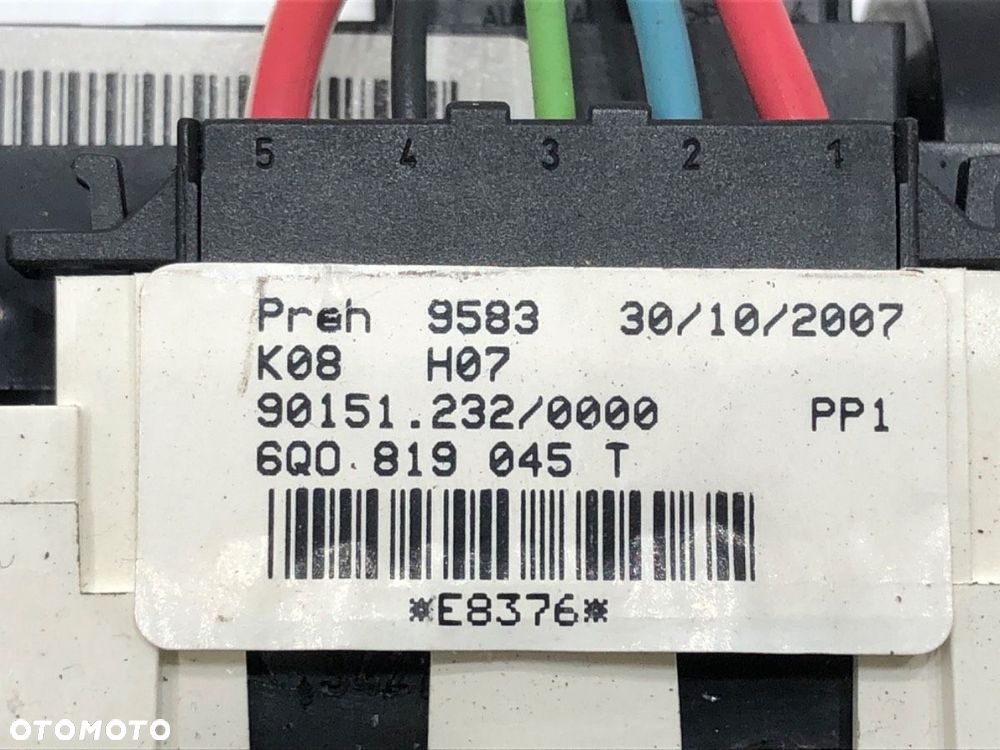 5 4 3 2 1
Preh 9583 30/10/2007
K08 H07
90151.232/0000 PP1
6Q0 819 045 T
*E8376*
OTOMOTO